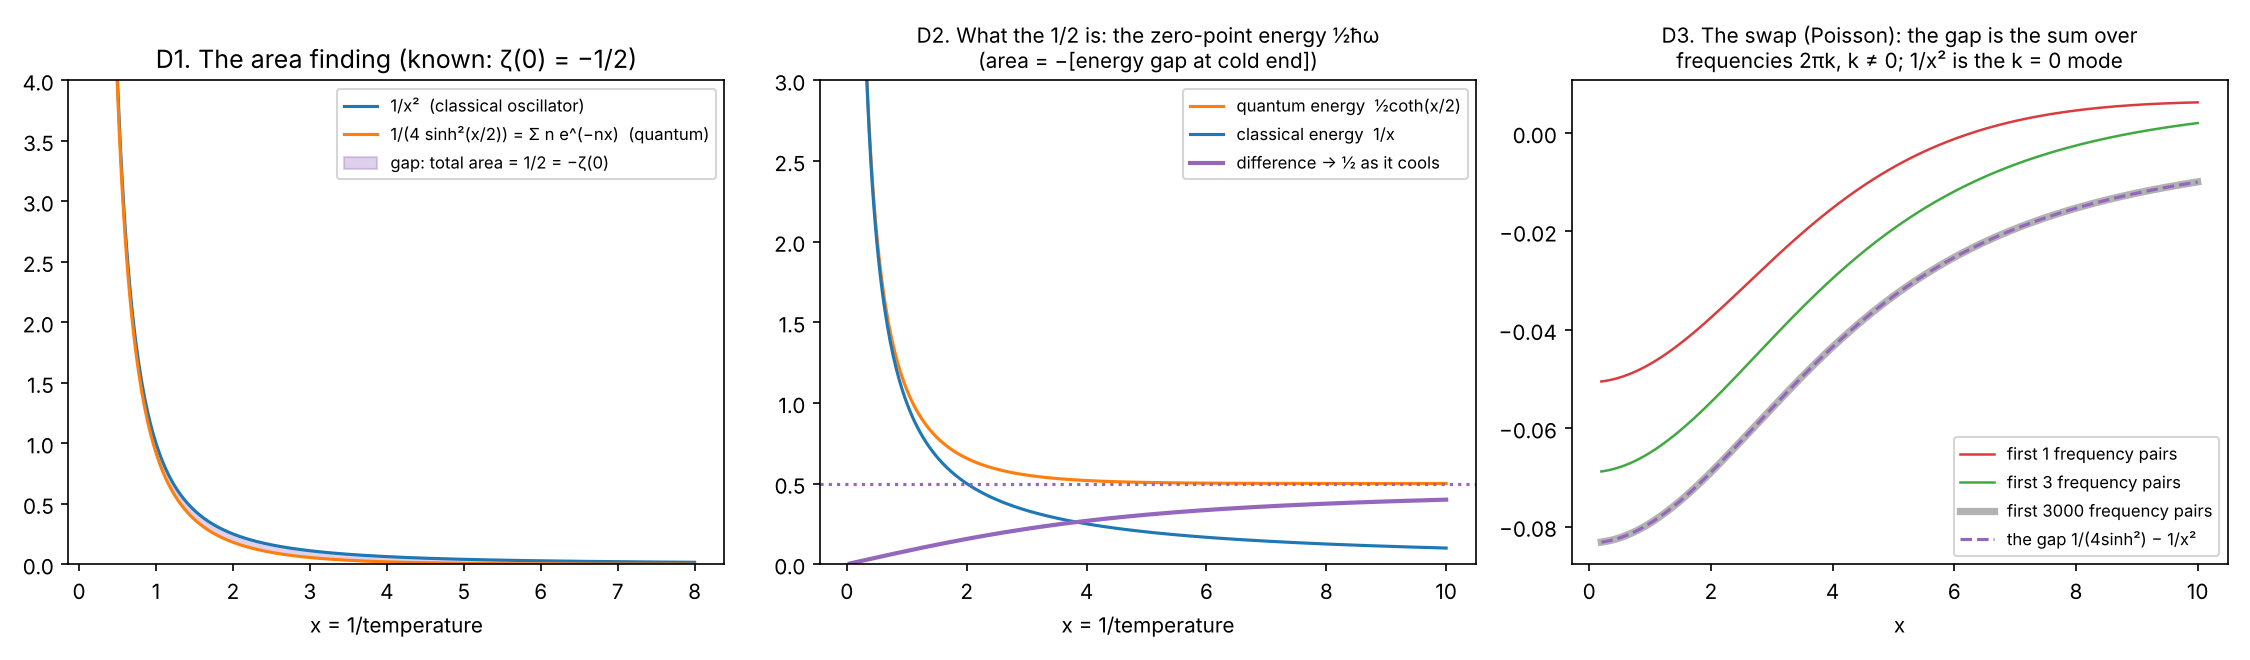 D1. The area finding (known: ζ(0) = −1/2)
4.0
3.5
3.0
2.5
2.0
1.5
1.0
0.5
0.0
1/x² (classical oscillator)
1/(4 sinh²(x/2)) = Σ n e^(−nx) (quantum)
gap: total area = 1/2 = −ζ(0)
0 1 2 3 4 5 6 7 8
x = 1/temperature
D2. What the 1/2 is: the zero-point energy ½ħω
(area = −[energy gap at cold end])
3.0
2.5
2.0
1.5
1.0
0.5
0.0
quantum energy ½coth(x/2)
classical energy 1/x
difference → ½ as it cools
0 2 4 6 8 10
x = 1/temperature
D3. The swap (Poisson): the gap is the sum over
frequencies 2πk, k ≠ 0; 1/x² is the k = 0 mode
0.00
−0.02
−0.04
−0.06
−0.08
first 1 frequency pairs
first 3 frequency pairs
first 3000 frequency pairs
the gap 1/(4sinh²) − 1/x²
0 2 4 6 8 10
x